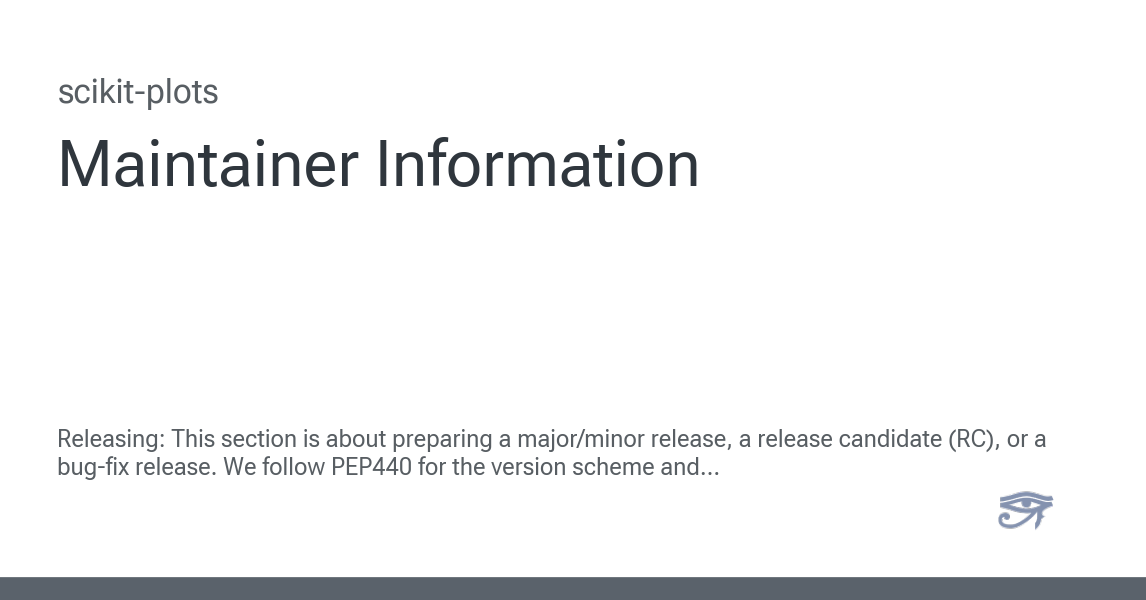 scikit-plots
Maintainer Information
Releasing: This section is about preparing a major/minor release, a release candidate (RC), or a
bug-fix release. We follow PEP440 for the version scheme and...